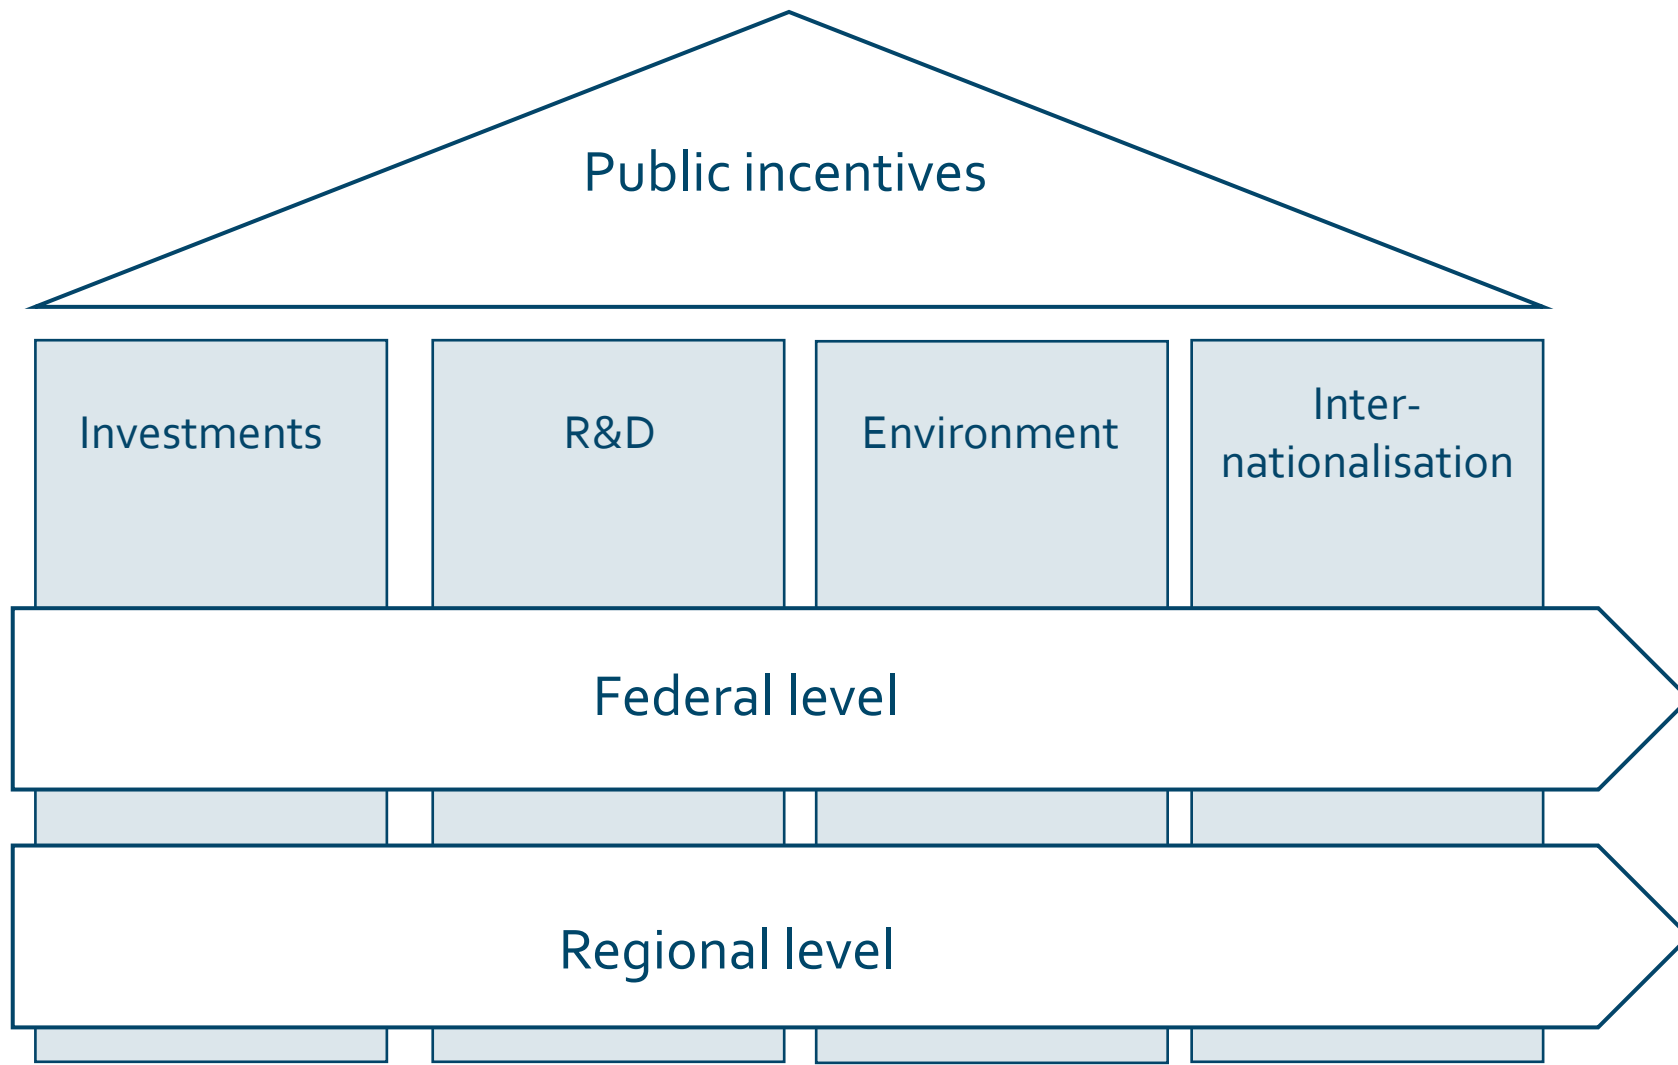 Public incentives
Investments
R&D
Environment
Inter-
nationalisation
Federal level
Regional level